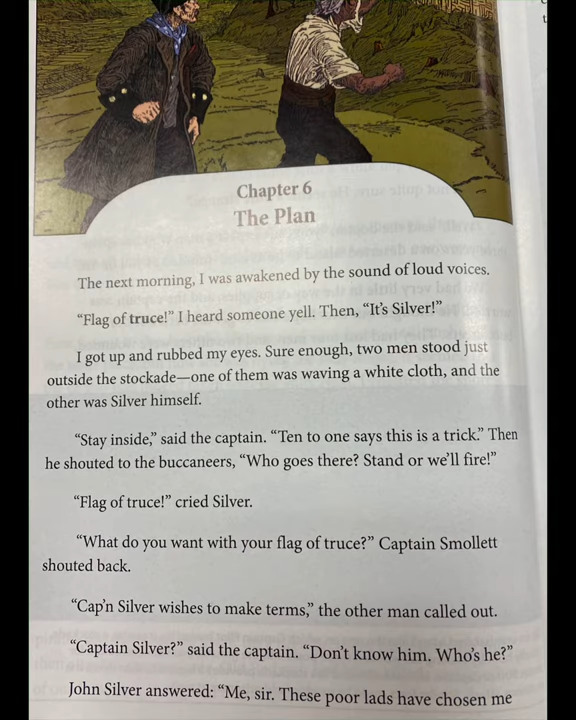 Chapter 6
The Plan
The next morning, I was awakened by the sound of loud voices.
“Flag of truce!” I heard someone yell. Then, “It’s Silver!”
I got up and rubbed my eyes. Sure enough, two men stood just
outside the stockade—one of them was waving a white cloth, and the
other was Silver himself.
“Stay inside,” said the captain. “Ten to one says this is a trick.” Then
he shouted to the buccaneers, “Who goes there? Stand or we’ll fire!”
“Flag of truce!” cried Silver.
“What do you want with your flag of truce?” Captain Smollett
shouted back.
“Cap’n Silver wishes to make terms,” the other man called out.
“Captain Silver?” said the captain. “Don’t know him. Who’s he?”
John Silver answered: “Me, sir. These poor lads have chosen me